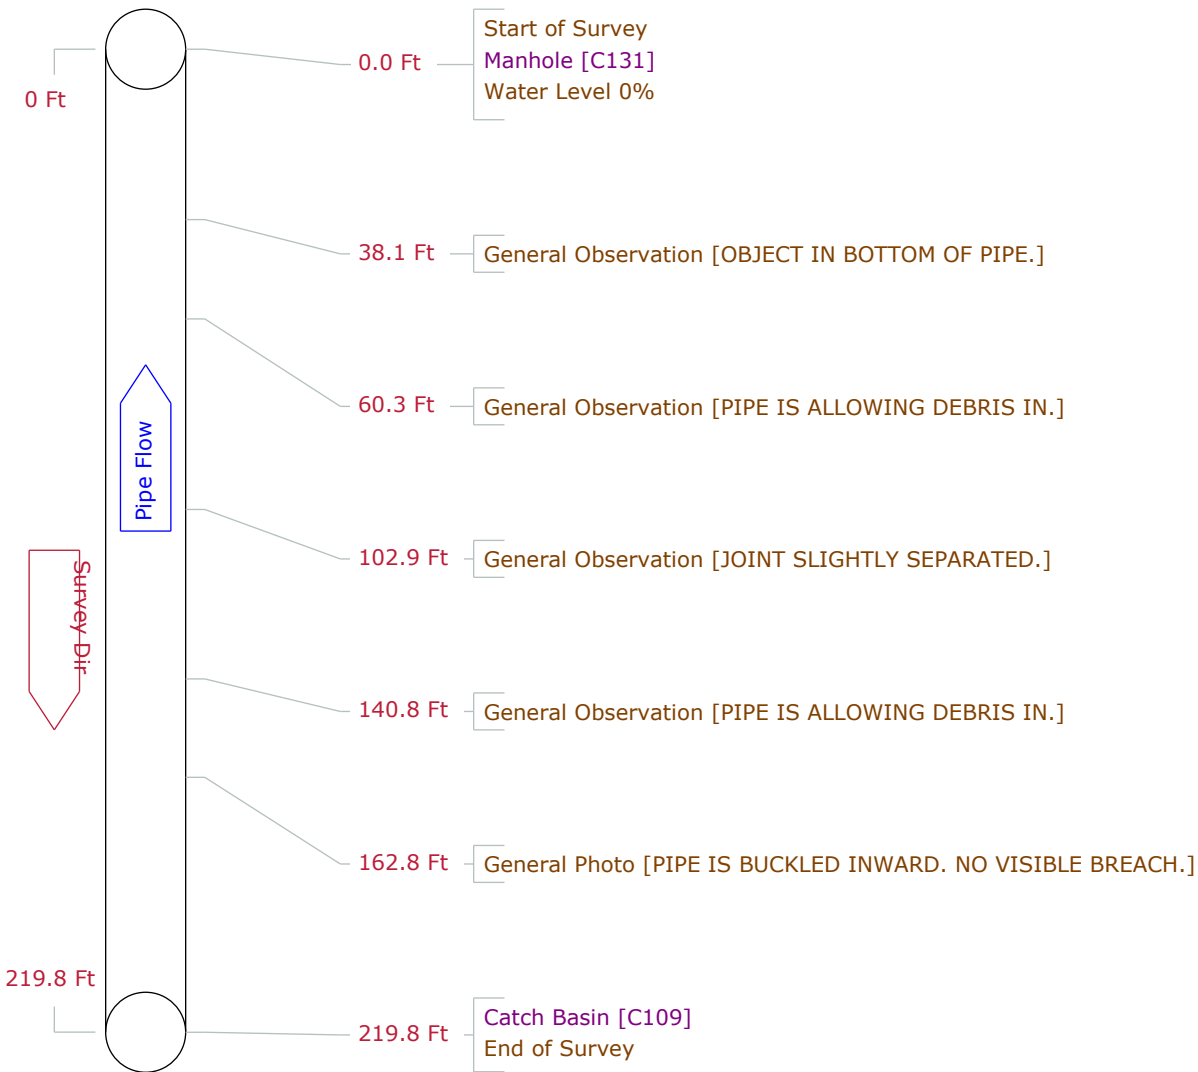 Start of Survey
0.0 Ft
Manhole [C131]
Water Level 0%
0 Ft
38.1 Ft
General Observation [OBJECT IN BOTTOM OF PIPE.]
60.3 Ft
General Observation [PIPE IS ALLOWING DEBRIS IN.]
Pipe Flow
102.9 Ft
General Observation [JOINT SLIGHTLY SEPARATED.]
Survey Dir
140.8 Ft
General Observation [PIPE IS ALLOWING DEBRIS IN.]
162.8 Ft
General Photo [PIPE IS BUCKLED INWARD. NO VISIBLE BREACH.]
219.8 Ft
219.8 Ft
Catch Basin [C109]
End of Survey